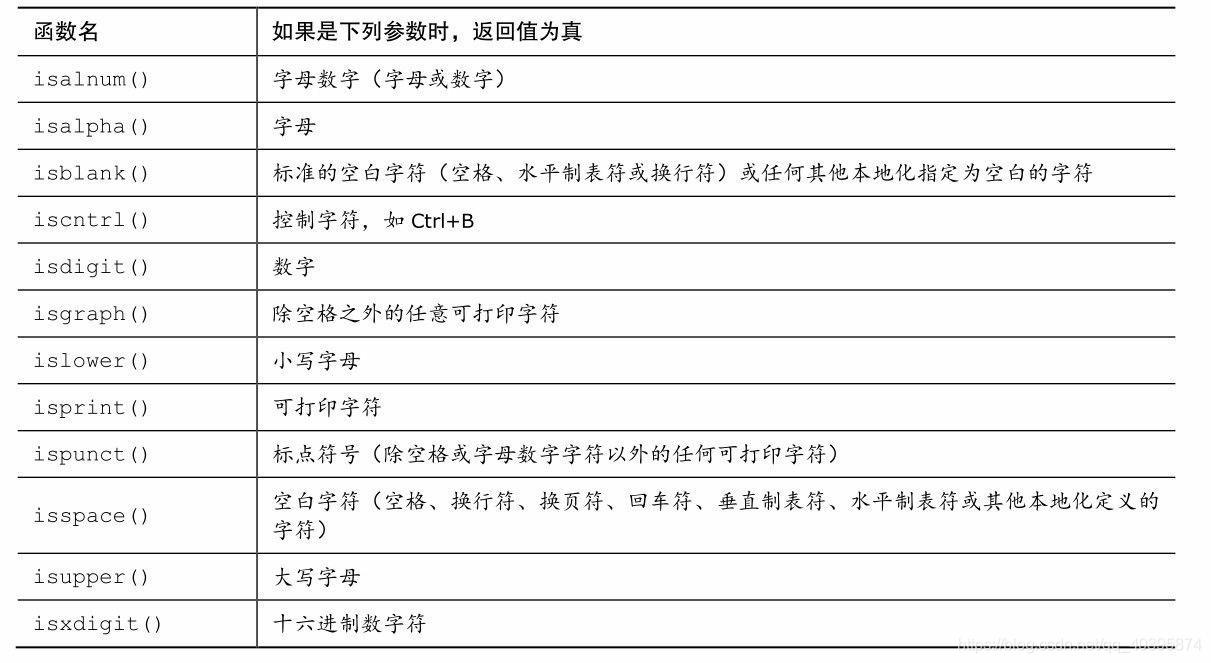 函数名 如果是下列参数时，返回值为真
isalnum() 字母数字（字母或数字）
isalpha() 字母
isblank() 标准的空白字符（空格、水平制表符或换行符）或任何其他本地化指定为空白的字符
iscntrl() 控制字符，如 Ctrl+B
isdigit() 数字
isgraph() 除空格之外的任意可打印字符
islower() 小写字母
isprint() 可打印字符
ispunct() 标点符号（除空格或字母数字字符以外的任何可打印字符）
isspace() 空白字符（空格、换行符、换页符、回车符、垂直制表符、水平制表符或其他本地化定义的
字符）
isupper() 大写字母
isxdigit() 十六进制数字符